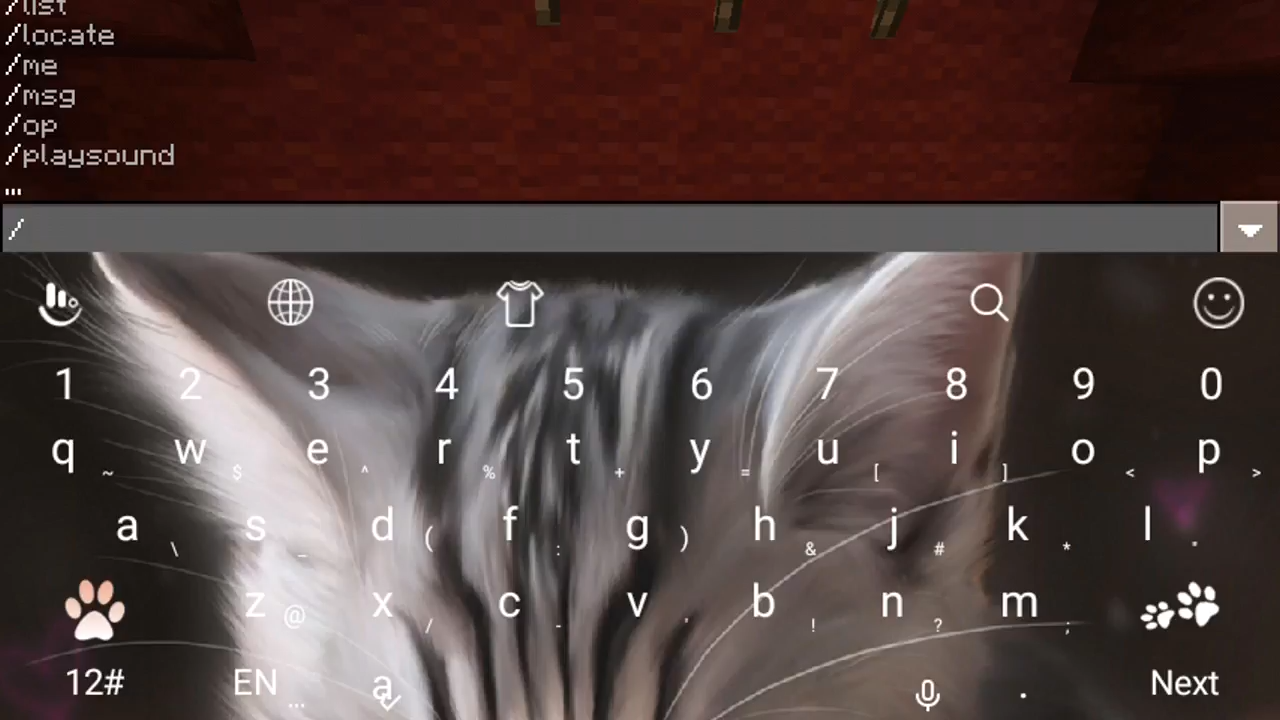 /list
/locate
/me
/msg
/op
/playsound
...
/
1 2 3 4 5 6 7 8 9 0
q w e r t y u i o p
~ $ ^ % + = [ ] < >
a s d f g h j k l
\ _ ( : ) & # * "
z x c v b n m
@ / - ' ! ? ;
12# EN ... a . Next